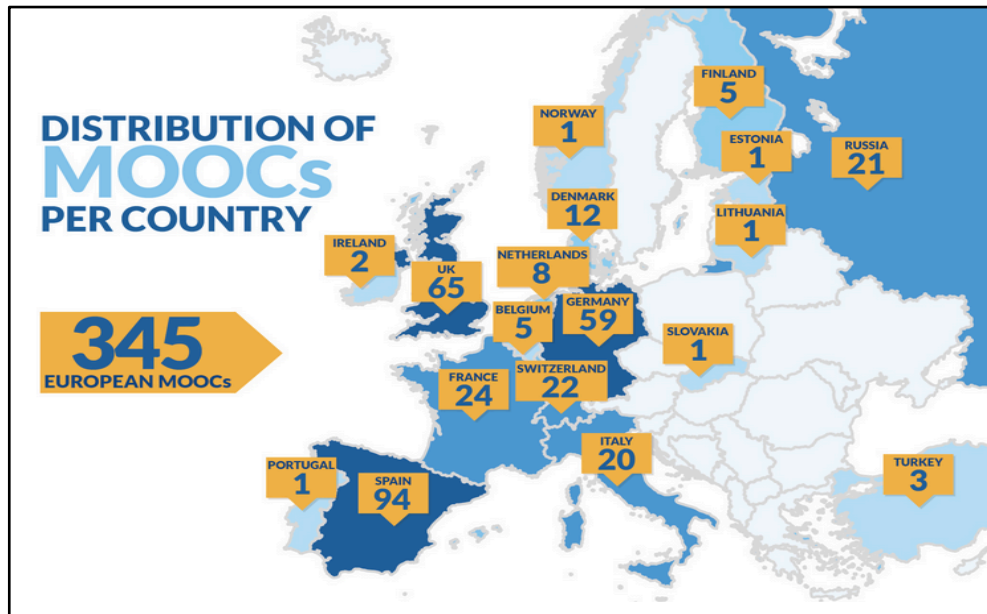 DISTRIBUTION OF
MOOCs
PER COUNTRY
345
EUROPEAN MOOCs
FINLAND
5
NORWAY
1
ESTONIA
1
RUSSIA
21
DENMARK
12
LITHUANIA
1
IRELAND
2
UK
65
NETHERLANDS
8
BELGIUM
5
GERMANY
59
SLOVAKIA
1
FRANCE
24
SWITZERLAND
22
ITALY
20
PORTUGAL
1
SPAIN
94
TURKEY
3